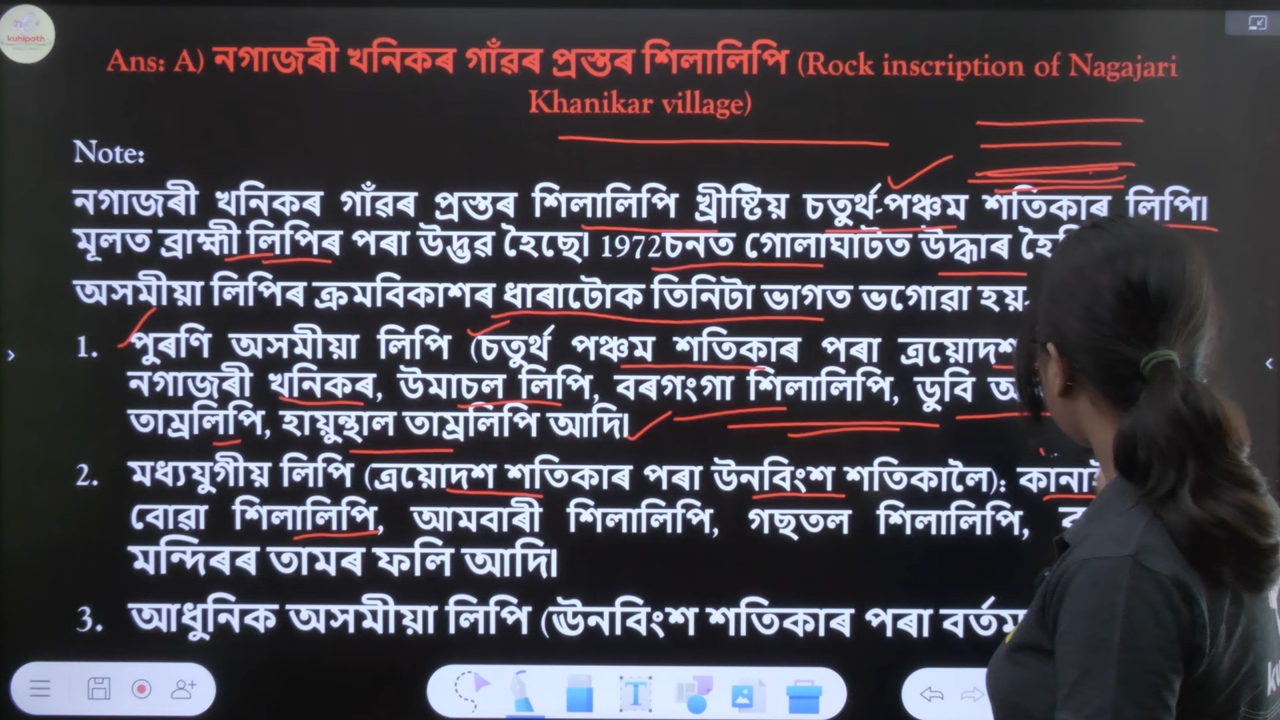 kuhipath
Ans: A) নগাজৰী খনিকৰ গাঁৱৰ প্ৰস্তৰ শিলালিপি (Rock inscription of Nagajari
Khanikar village)
Note:
নগাজৰী খনিকৰ গাঁৱৰ প্ৰস্তৰ শিলালিপি খ্ৰীষ্টিয় চতুৰ্থ-পঞ্চম শতিকাৰ লিপি।
মূলত ব্ৰাহ্মী লিপিৰ পৰা উদ্ভৱ হৈছে। 1972চনত গোলাঘাটত উদ্ধাৰ
অসমীয়া লিপিৰ ক্ৰমবিকাশৰ ধাৰাটোক তিনিটা ভাগত ভগোৱা হয়-
1. পুৰণি অসমীয়া লিপি (চতুৰ্থ পঞ্চম শতিকাৰ পৰা ত্ৰয়োদশ
নগাজৰী খনিকৰ, উমাচল লিপি, বৰগংগা শিলালিপি, ডুবি
তাম্ৰলিপি, হায়ুন্থাল তাম্ৰলিপি আদি।
2. মধ্যযুগীয় লিপি (ত্ৰয়োদশ শতিকাৰ পৰা উনবিংশ শতিকালৈ):
বোৱা শিলালিপি, আমবাৰী শিলালিপি, গছতল শিলালিপি,
মন্দিৰৰ তামৰ ফলি আদি।
3. আধুনিক অসমীয়া লিপি (ঊনবিংশ শতিকাৰ পৰা